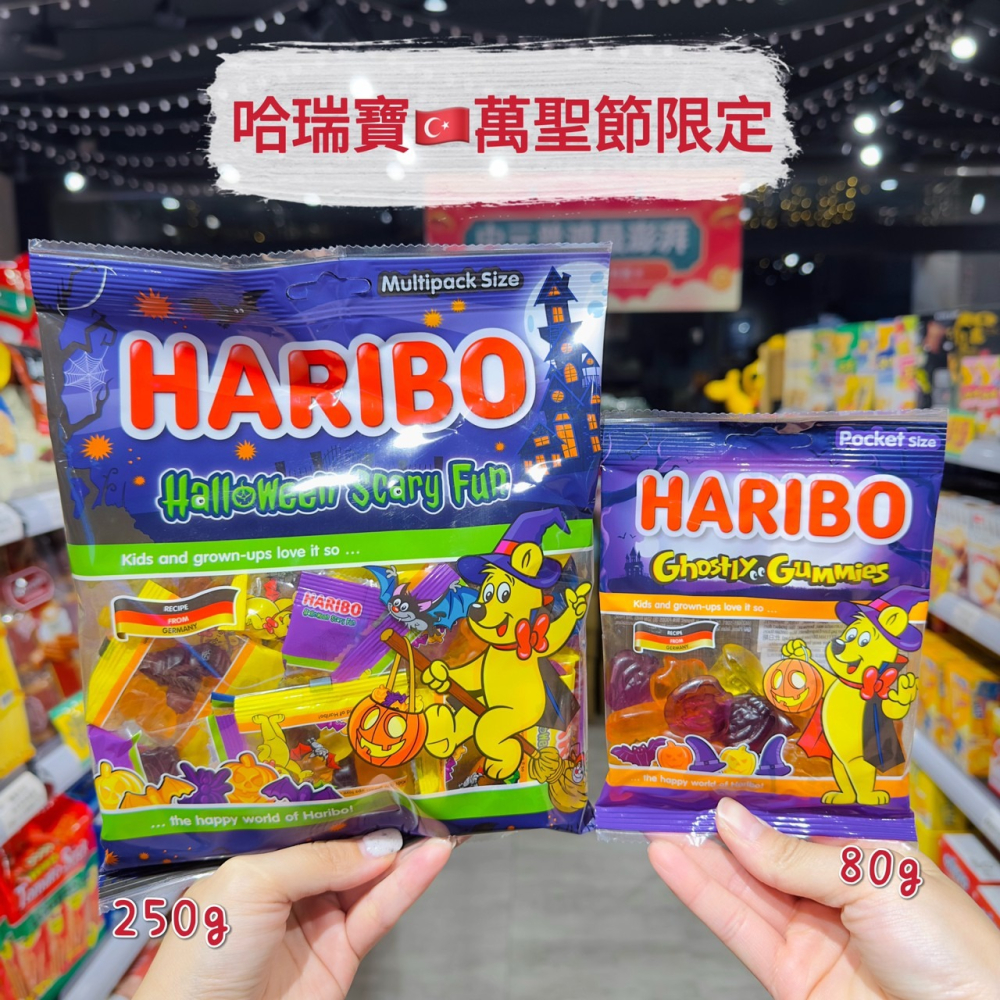 哈瑞寶🇹🇷萬聖節限定
Multipack Size
HARIBO
Halloween Scary Fun
Kids and grown-ups love it so ...
RECIPE
FROM
GERMANY
HARIBO
... the happy world of Haribo!
250g
Pocket Size
HARIBO
Ghostly Gummies
Kids and grown-ups love it so ...
RECIPE
FROM
GERMANY
... the happy world of Haribo!
80g